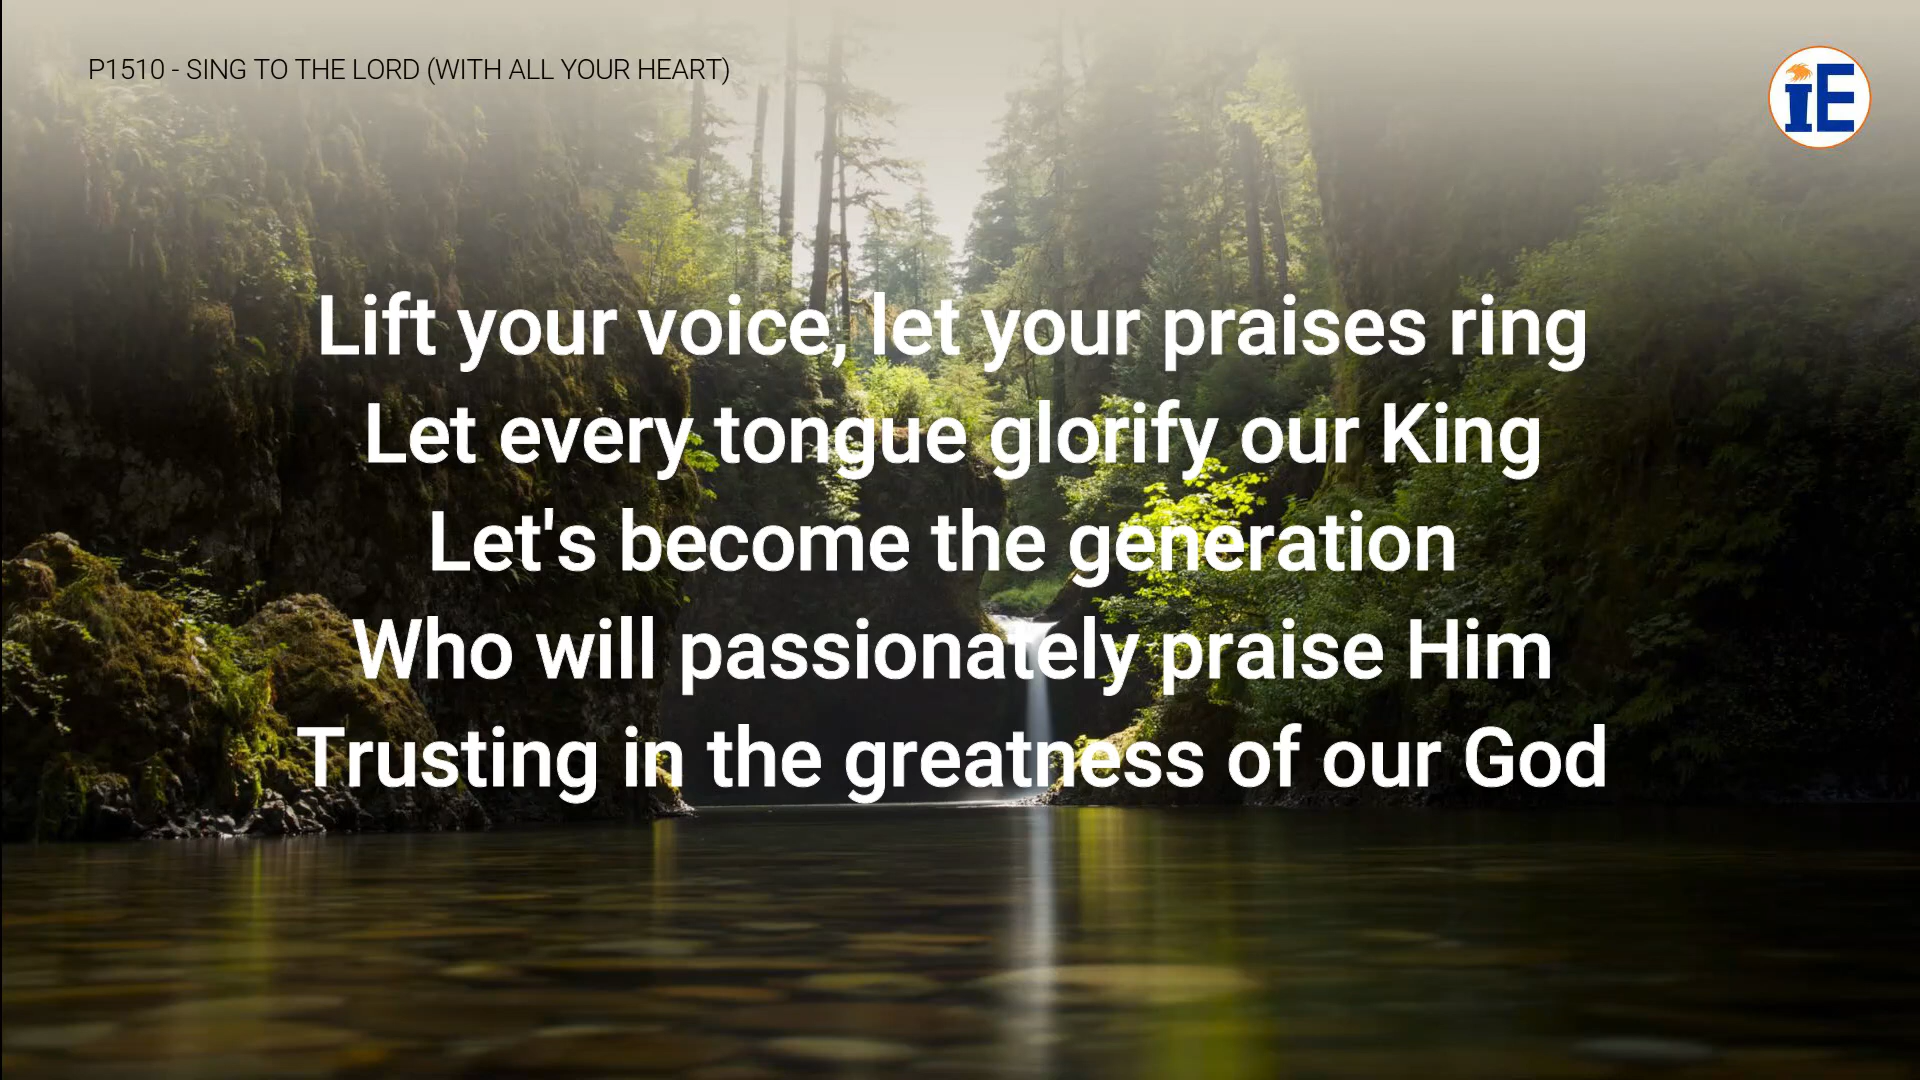 P1510 - SING TO THE LORD (WITH ALL YOUR HEART)
IE
Lift your voice, let your praises ring
Let every tongue glorify our King
Let's become the generation
Who will passionately praise Him
Trusting in the greatness of our God